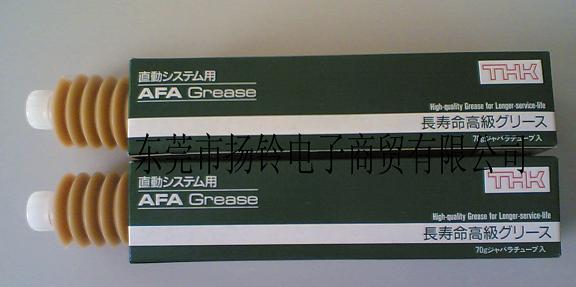 直動システム用
AFA Grease
THK
High-quality Grease for Longer-service-life
長寿命高級グリース
70gジャバラチューブ入
东莞市扬铃电子商贸有限公司
直動システム用
AFA Grease
THK
High-quality Grease for Longer-service-life
長寿命高級グリース
70gジャバラチューブ入